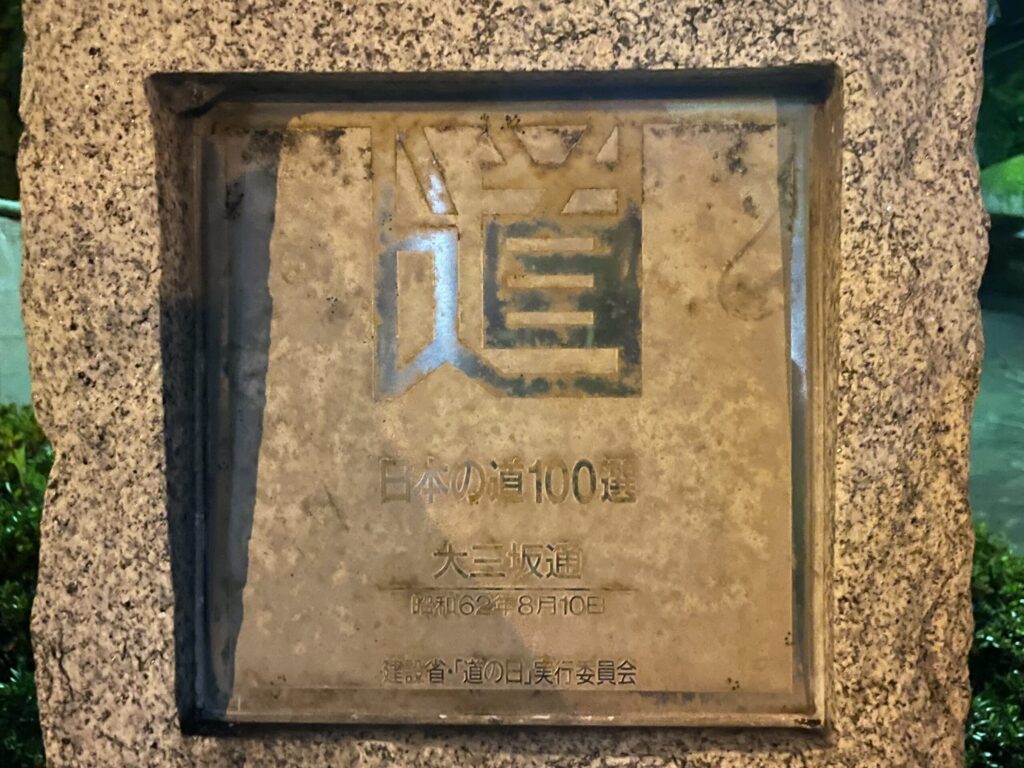 道
日本の道100選
大三坂通
昭和62年8月10日
建設省・「道の日」実行委員会